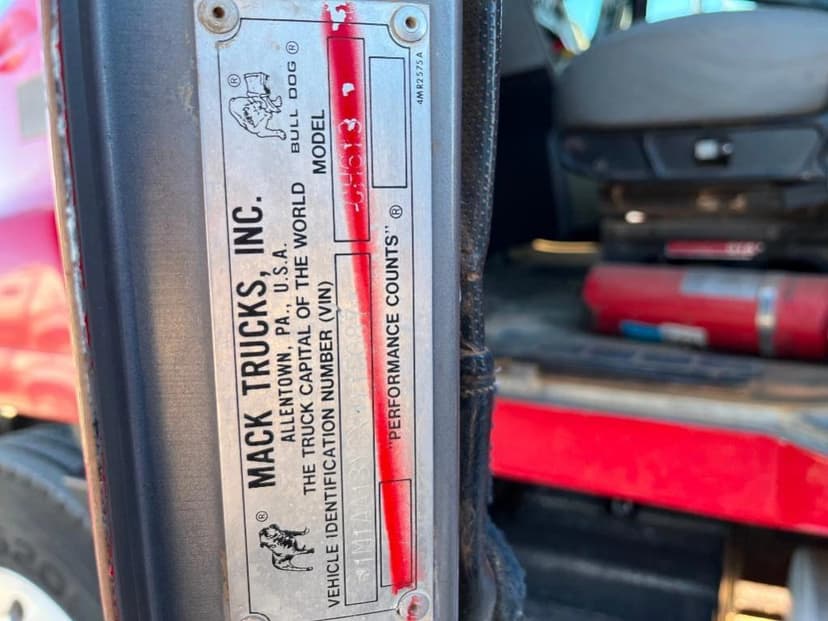 MACK TRUCKS, INC.
ALLENTOWN, PA., U.S.A.
THE TRUCK CAPITAL OF THE WORLD
VEHICLE IDENTIFICATION NUMBER (VIN)
®
® BULL DOG ®
MODEL
CH613
"PERFORMANCE COUNTS" ®
4MR2575A